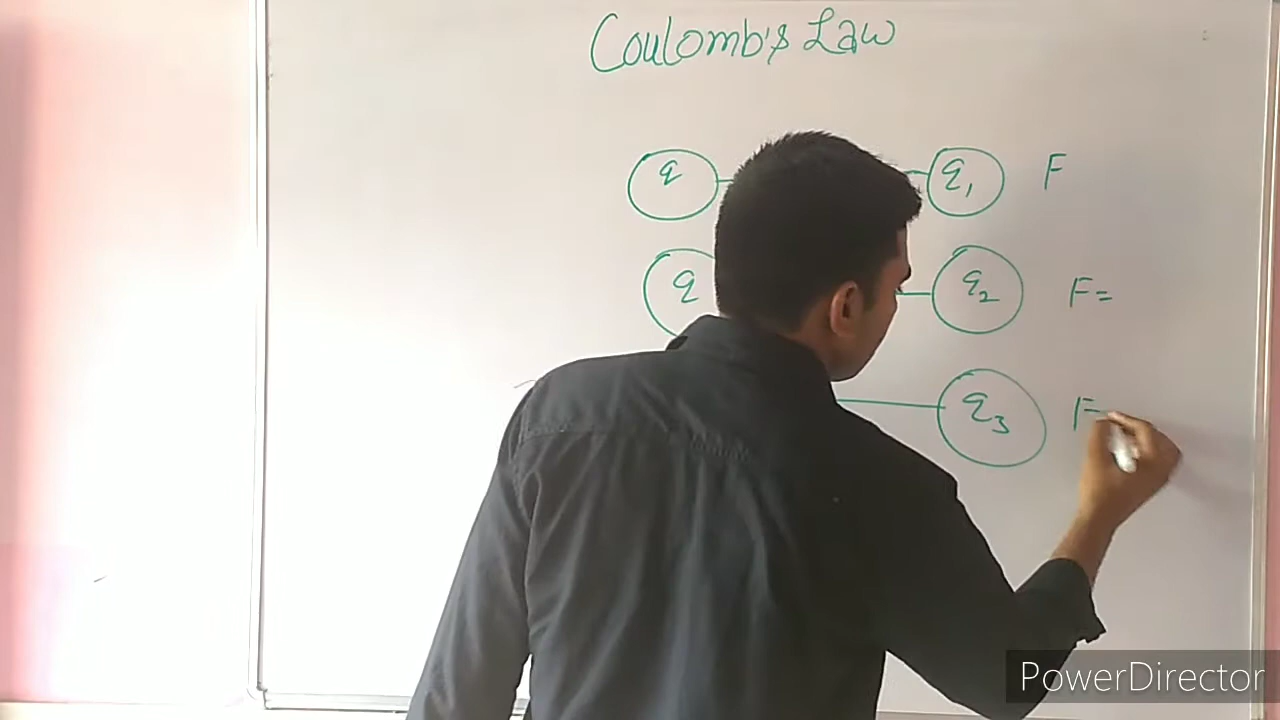 Coulomb's Law
q q₁ F
q q₂ F=
q₃ F=
PowerDirector